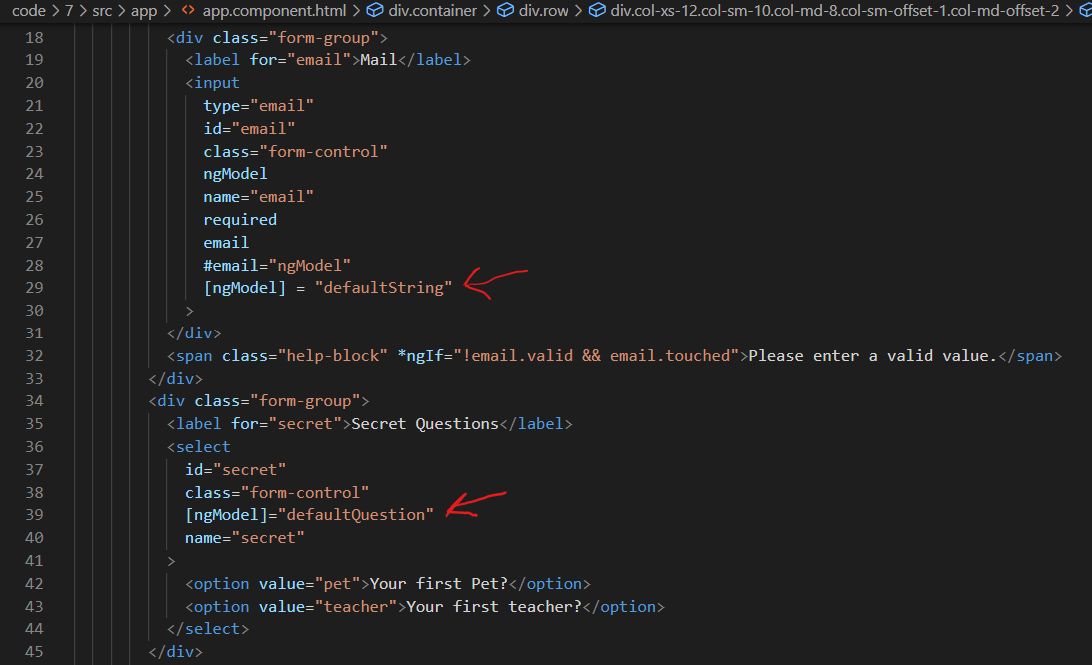 code > 7 > src > app > <> app.component.html > div.container > div.row > div.col-xs-12.col-sm-10.col-md-8.col-sm-offset-1.col-md-offset-2 >
18 <div class="form-group">
19 <label for="email">Mail</label>
20 <input
21 type="email"
22 id="email"
23 class="form-control"
24 ngModel
25 name="email"
26 required
27 email
28 #email="ngModel"
29 [ngModel] = "defaultString"
30 >
31 </div>
32 <span class="help-block" *ngIf="!email.valid && email.touched">Please enter a valid value.</span>
33 </div>
34 <div class="form-group">
35 <label for="secret">Secret Questions</label>
36 <select
37 id="secret"
38 class="form-control"
39 [ngModel]="defaultQuestion"
40 name="secret"
41 >
42 <option value="pet">Your first Pet?</option>
43 <option value="teacher">Your first teacher?</option>
44 </select>
45 </div>